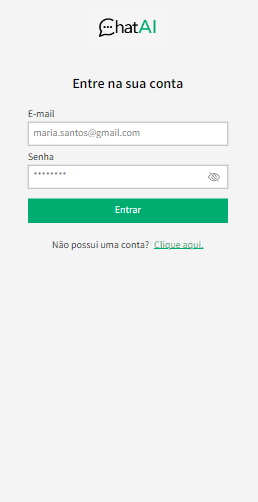 ChatAI
Entre na sua conta
E-mail
maria.santos@gmail.com
Senha
********
Entrar
Não possui uma conta? Clique aqui.